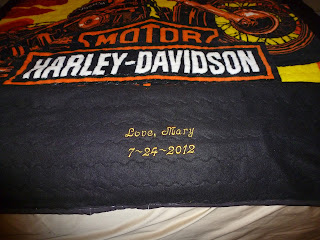 MOTOR
HARLEY-DAVIDSON
Love, Mary
7~24~2012